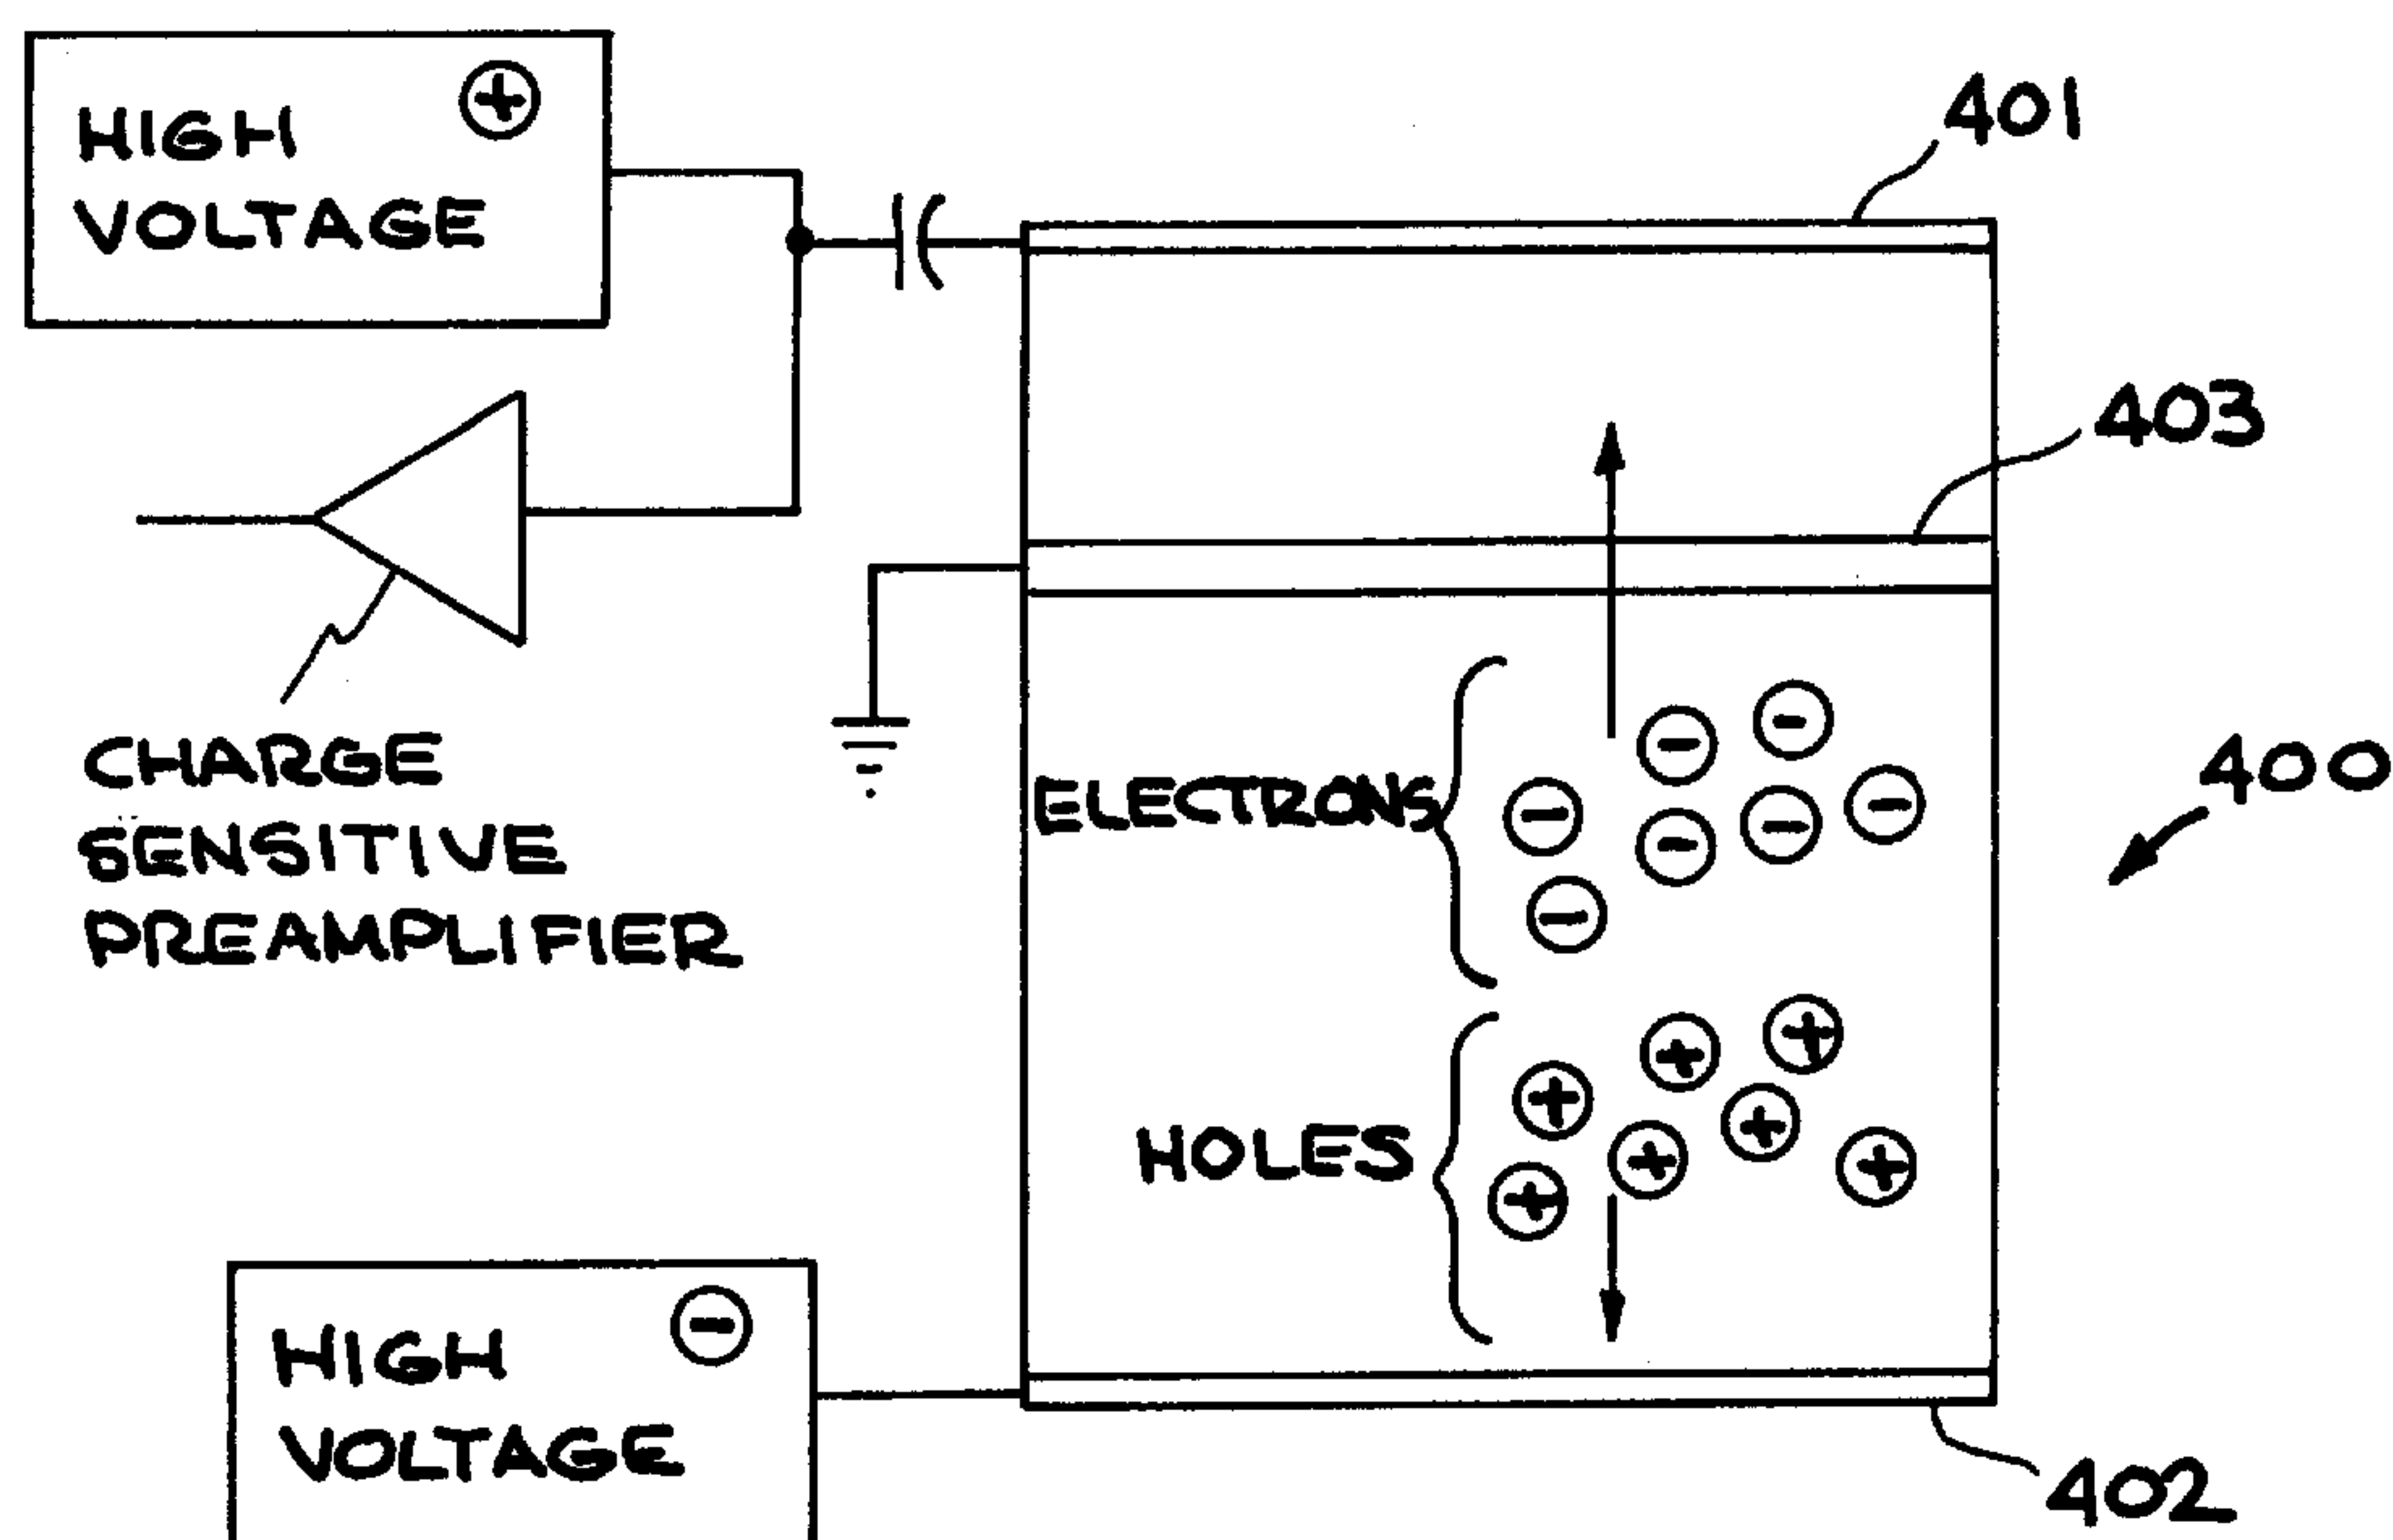 HIGH ⊕
VOLTAGE
401
403
CHARGE
SENSITIVE
PREAMPLIFIER
ELECTRONS
400
HOLES
HIGH ⊖
VOLTAGE
402